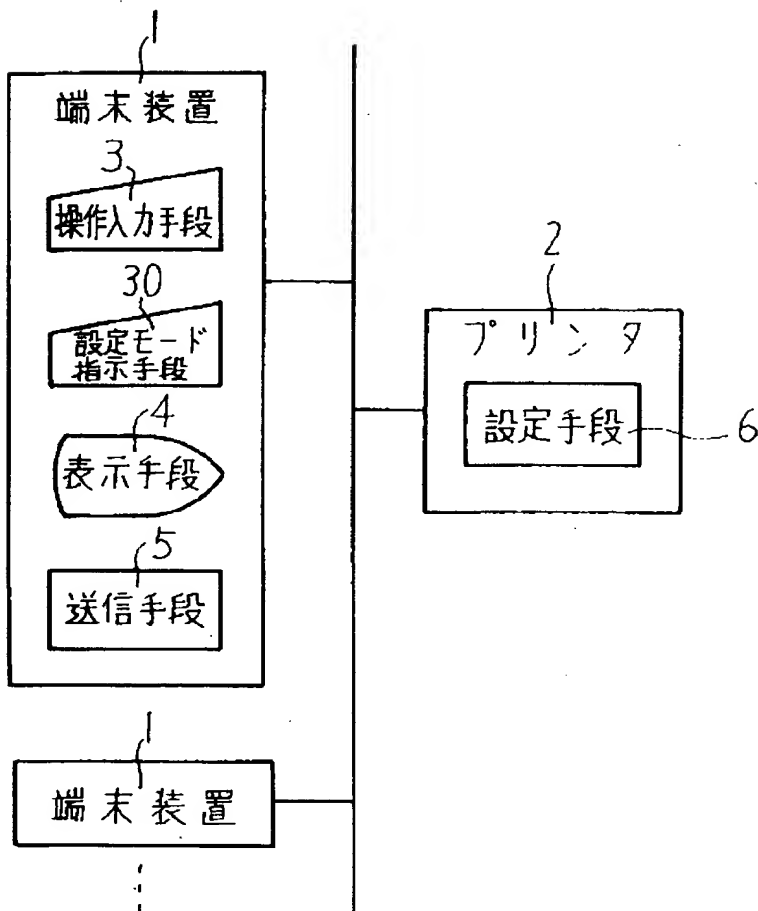 1
端末装置
3
操作入力手段
30
設定モード
指示手段
4
表示手段
5
送信手段
2
プリンタ
設定手段
6
1
端末装置